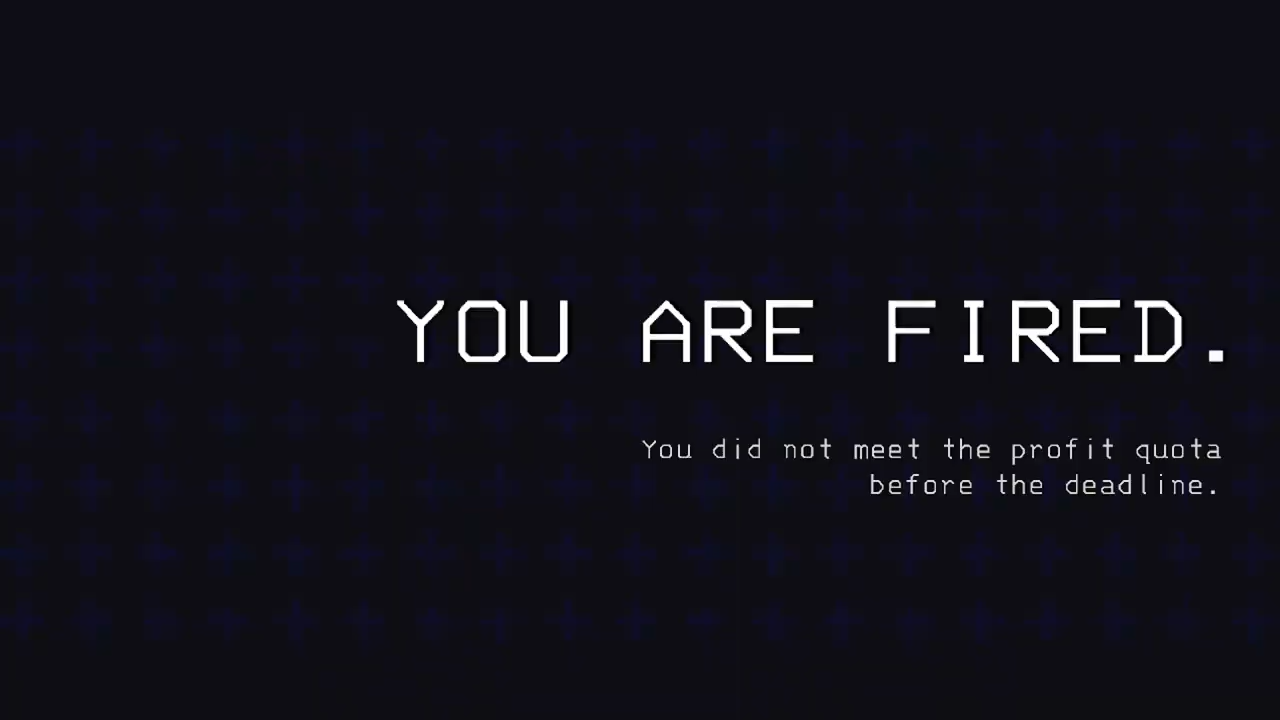 YOU ARE FIRED.
You did not meet the profit quota
before the deadline.